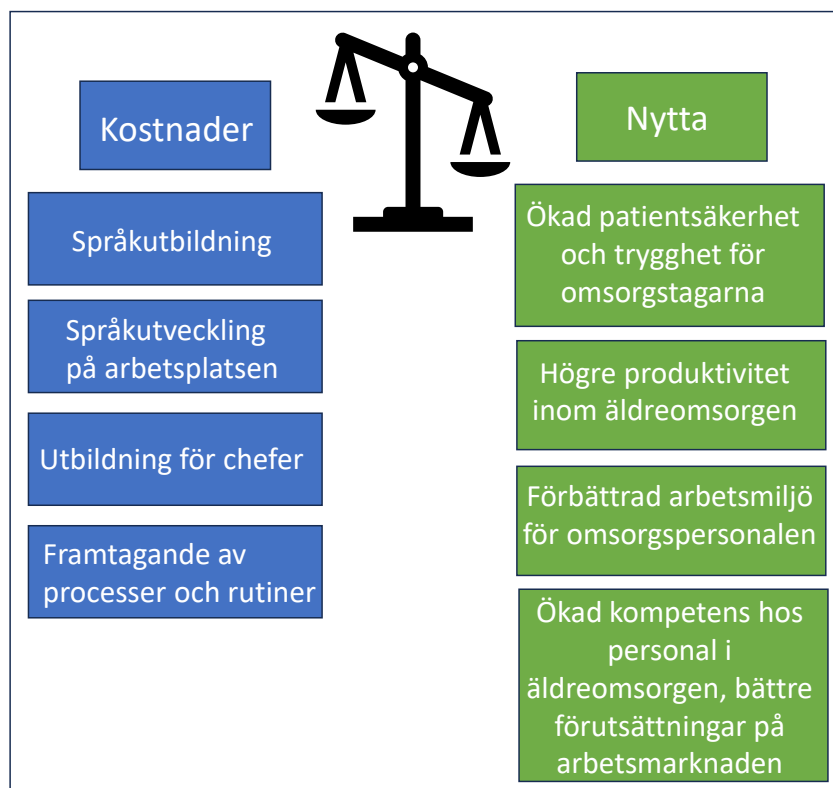 Kostnader
Språkutbildning
Språkutveckling
på arbetsplatsen
Utbildning för chefer
Framtagande av
processer och rutiner
Nytta
Ökad patientsäkerhet
och trygghet för
omsorgstagarna
Högre produktivitet
inom äldreomsorgen
Förbättrad arbetsmiljö
för omsorgspersonalen
Ökad kompetens hos
personal i
äldreomsorgen, bättre
förutsättningar på
arbetsmarknaden